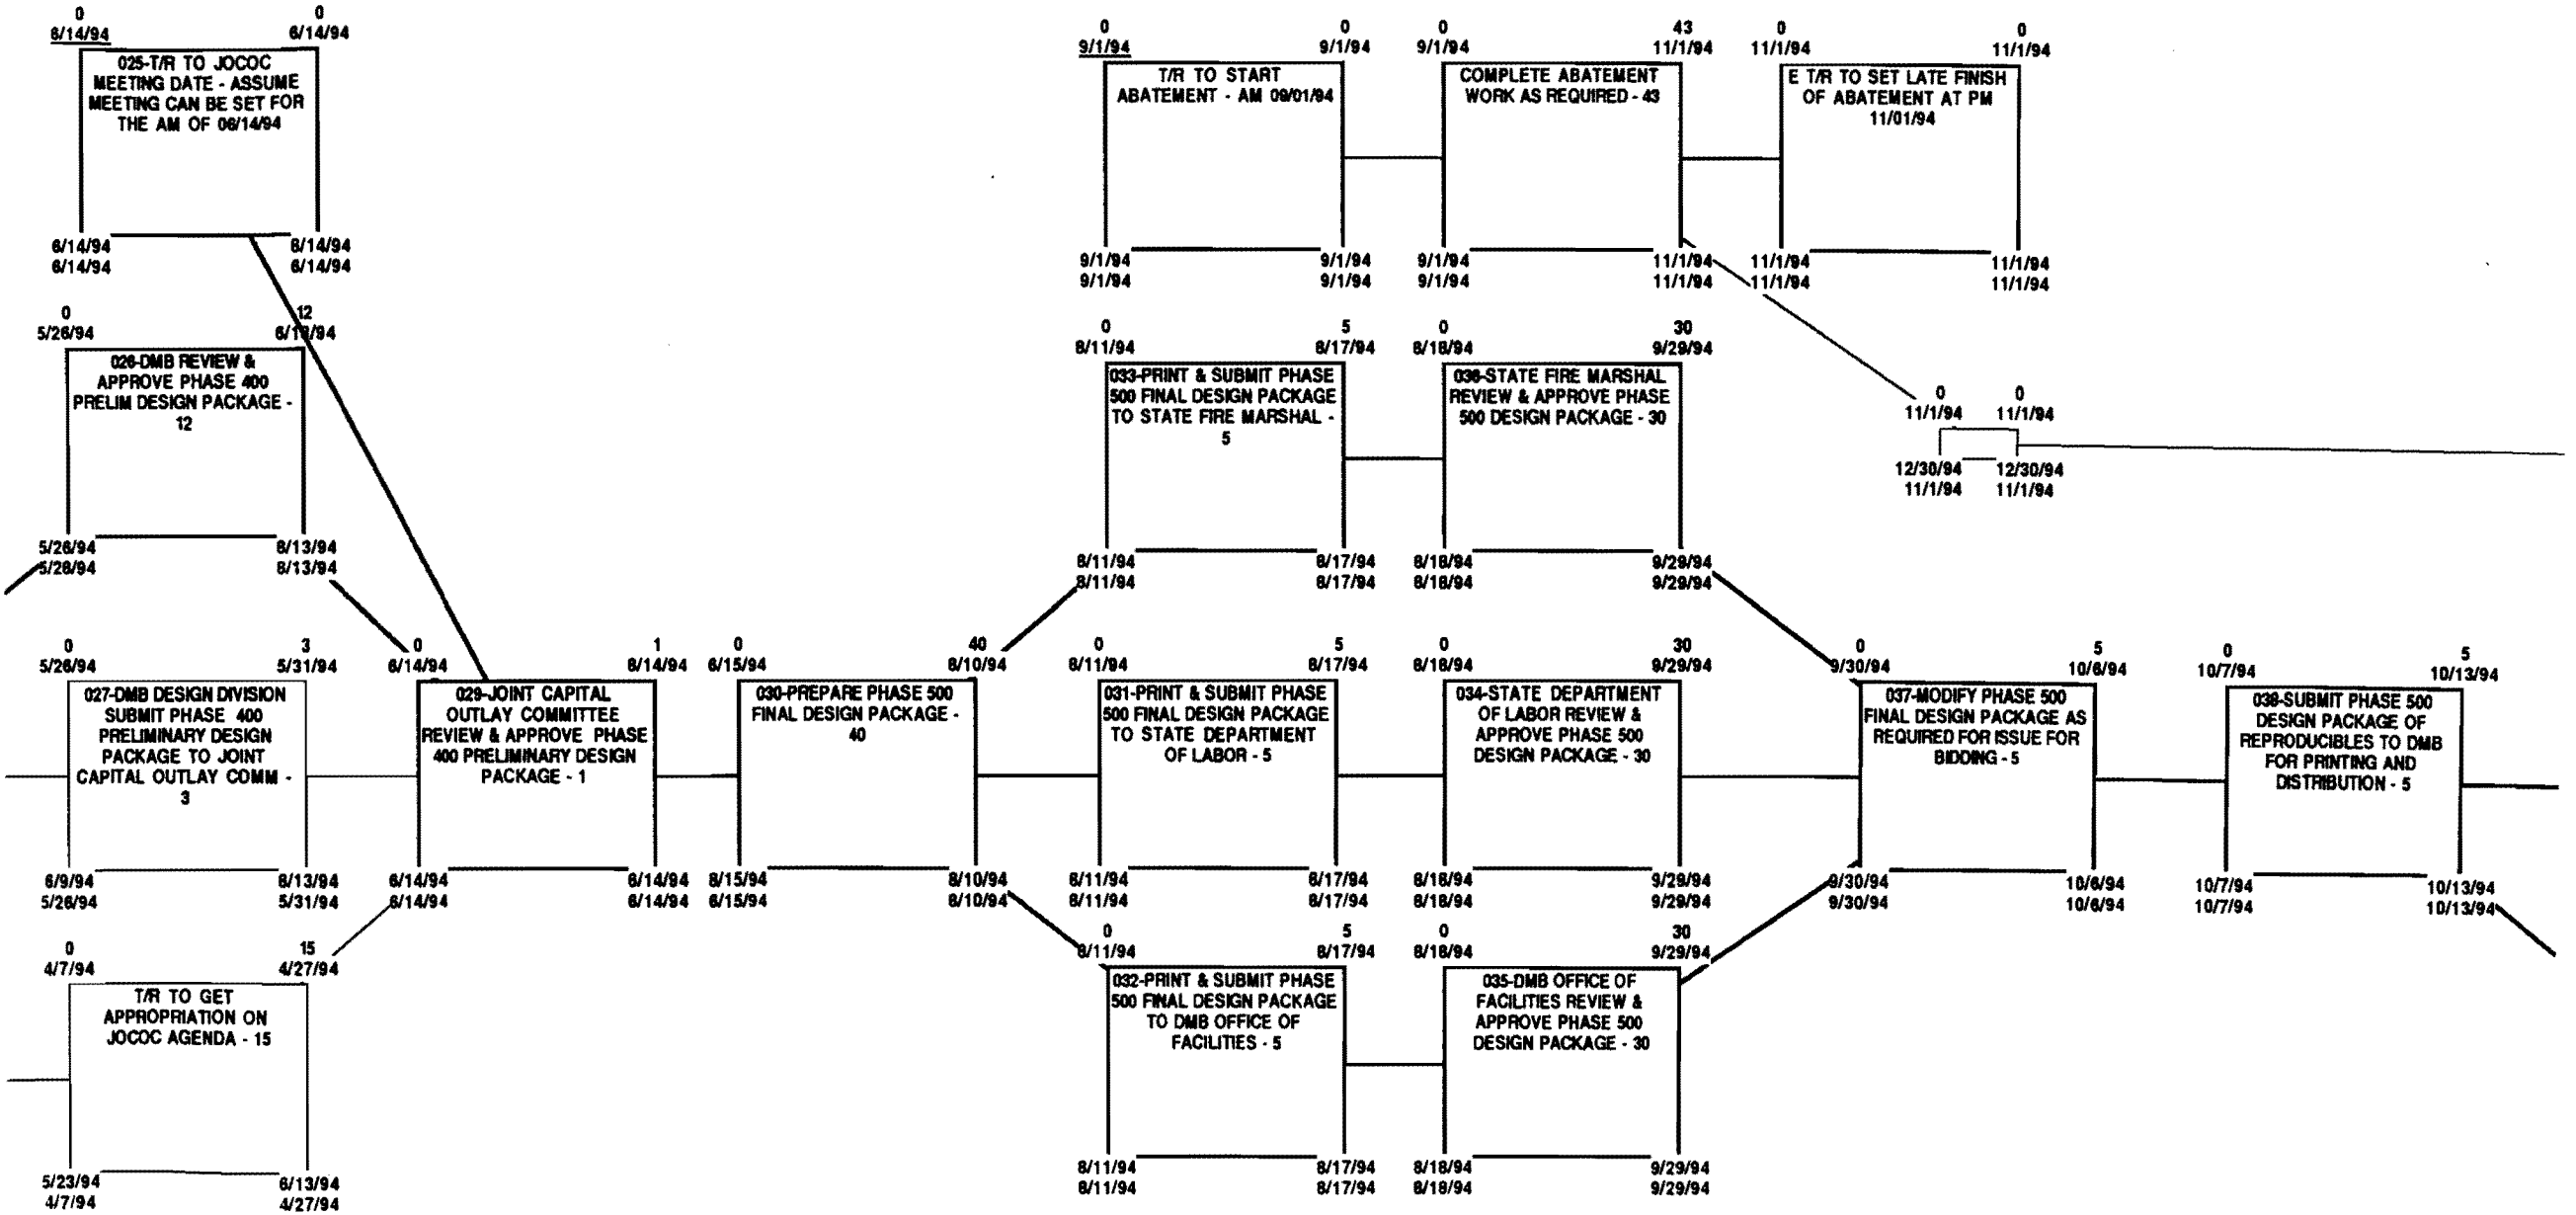 0 0
6/14/94 6/14/94
025-T/R TO JOCOC
MEETING DATE - ASSUME
MEETING CAN BE SET FOR
THE AM OF 06/14/94
6/14/94 6/14/94
6/14/94 6/14/94
0 0
9/1/94 9/1/94
T/R TO START
ABATEMENT - AM 09/01/94
9/1/94 9/1/94
9/1/94 9/1/94
0 43
9/1/94 11/1/94
COMPLETE ABATEMENT
WORK AS REQUIRED - 43
9/1/94 11/1/94
9/1/94 11/1/94
0 0
11/1/94 11/1/94
E T/R TO SET LATE FINISH
OF ABATEMENT AT PM
11/01/94
11/1/94 11/1/94
11/1/94 11/1/94
0 12
5/26/94 6/13/94
026-DMB REVIEW &
APPROVE PHASE 400
PRELIM DESIGN PACKAGE -
12
5/26/94 6/13/94
5/26/94 6/13/94
0 5
8/11/94 8/17/94
033-PRINT & SUBMIT PHASE
500 FINAL DESIGN PACKAGE
TO STATE FIRE MARSHAL -
5
8/11/94 8/17/94
8/11/94 8/17/94
0 30
8/18/94 9/29/94
036-STATE FIRE MARSHAL
REVIEW & APPROVE PHASE
500 DESIGN PACKAGE - 30
8/18/94 9/29/94
8/18/94 9/29/94
0 0
11/1/94 11/1/94
12/30/94 12/30/94
11/1/94 11/1/94
0 3
5/26/94 5/31/94
027-DMB DESIGN DIVISION
SUBMIT PHASE 400
PRELIMINARY DESIGN
PACKAGE TO JOINT
CAPITAL OUTLAY COMM -
3
6/9/94 6/13/94
5/26/94 5/31/94
0 1
6/14/94 6/14/94
029-JOINT CAPITAL
OUTLAY COMMITTEE
REVIEW & APPROVE PHASE
400 PRELIMINARY DESIGN
PACKAGE - 1
6/14/94 6/14/94
6/14/94 6/14/94
0 40
6/15/94 8/10/94
030-PREPARE PHASE 500
FINAL DESIGN PACKAGE -
40
6/15/94 8/10/94
6/15/94 8/10/94
0 5
8/11/94 8/17/94
031-PRINT & SUBMIT PHASE
500 FINAL DESIGN PACKAGE
TO STATE DEPARTMENT
OF LABOR - 5
8/11/94 8/17/94
8/11/94 8/17/94
0 30
8/18/94 9/29/94
034-STATE DEPARTMENT
OF LABOR REVIEW &
APPROVE PHASE 500
DESIGN PACKAGE - 30
8/18/94 9/29/94
8/18/94 9/29/94
0 5
9/30/94 10/6/94
037-MODIFY PHASE 500
FINAL DESIGN PACKAGE AS
REQUIRED FOR ISSUE FOR
BIDDING - 5
9/30/94 10/6/94
9/30/94 10/6/94
0 5
10/7/94 10/13/94
038-SUBMIT PHASE 500
DESIGN PACKAGE OF
REPRODUCIBLES TO DMB
FOR PRINTING AND
DISTRIBUTION - 5
10/7/94 10/13/94
10/7/94 10/13/94
0 15
4/7/94 4/27/94
T/R TO GET
APPROPRIATION ON
JOCOC AGENDA - 15
5/23/94 6/13/94
4/7/94 4/27/94
0 5
8/11/94 8/17/94
032-PRINT & SUBMIT PHASE
500 FINAL DESIGN PACKAGE
TO DMB OFFICE OF
FACILITIES - 5
8/11/94 8/17/94
8/11/94 8/17/94
0 30
8/18/94 9/29/94
035-DMB OFFICE OF
FACILITIES REVIEW &
APPROVE PHASE 500
DESIGN PACKAGE - 30
8/18/94 9/29/94
8/18/94 9/29/94